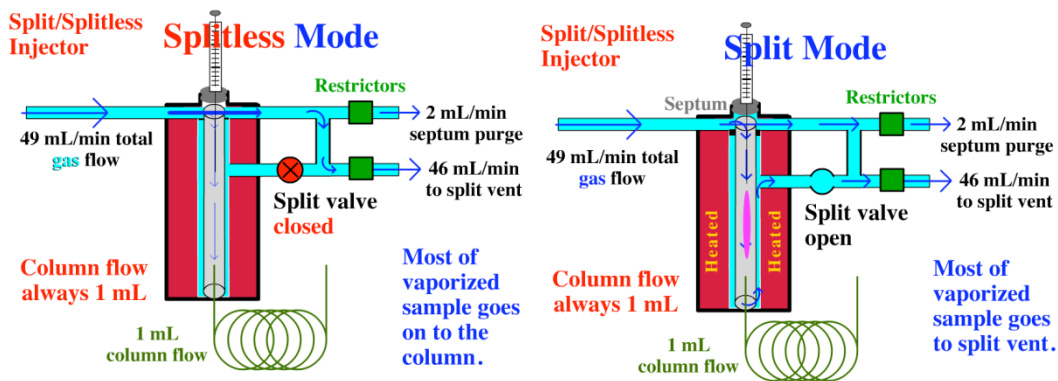 Split/Splitless
Injector
Splitless Mode
Restrictors
2 mL/min
septum purge
49 mL/min total
gas flow
46 mL/min
to split vent
Split valve
closed
Column flow
always 1 mL
Most of
vaporized
sample goes
on to the
column.
1 mL
column flow
Split/Splitless
Injector
Split Mode
Septum
Restrictors
2 mL/min
septum purge
49 mL/min total
gas flow
46 mL/min
to split vent
Heated
Heated
Split valve
open
Column flow
always 1 mL
Most of
vaporized
sample goes
to split vent.
1 mL
column flow